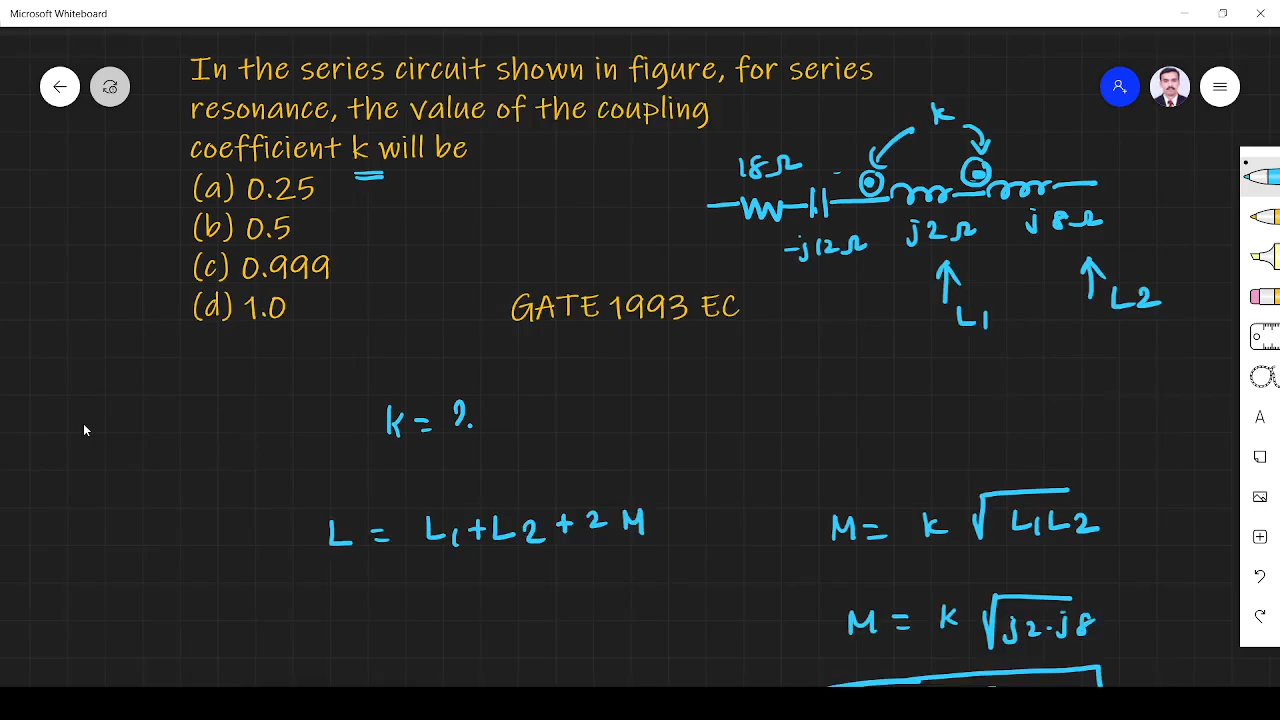 Microsoft Whiteboard
In the series circuit shown in figure, for series
resonance, the value of the coupling
coefficient k will be
(a) 0.25
(b) 0.5
(c) 0.999
(d) 1.0
GATE 1993 EC
k
18Ω
-j12Ω
j2Ω
j8Ω
L1
L2
k = ?
L = L1 + L2 + 2M
M = k √L1L2
M = k √j2·j8
A